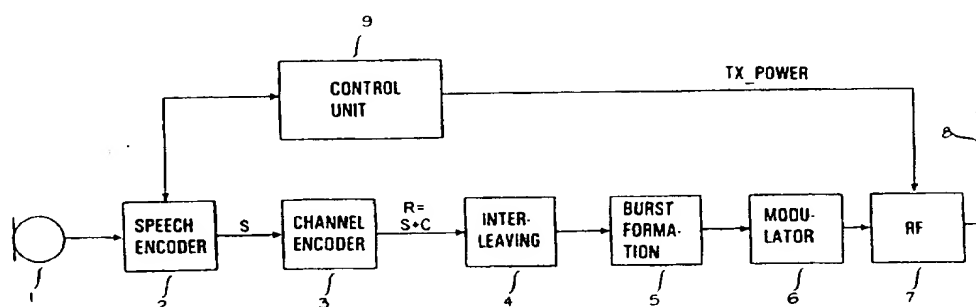 9
CONTROL
UNIT
TX_POWER
8
SPEECH
ENCODER
S
CHANNEL
ENCODER
R=
S+C
INTER-
LEAVING
BURST
FORMA-
TION
MODU-
LATOR
RF
1
2
3
4
5
6
7